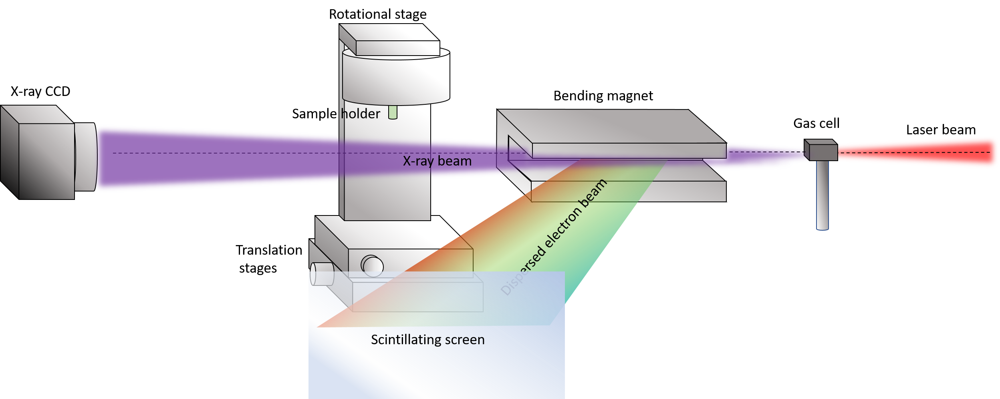 Rotational stage
X-ray CCD
Bending magnet
Sample holder
Gas cell
Laser beam
X-ray beam
Dispersed electron beam
Translation
stages
Scintillating screen